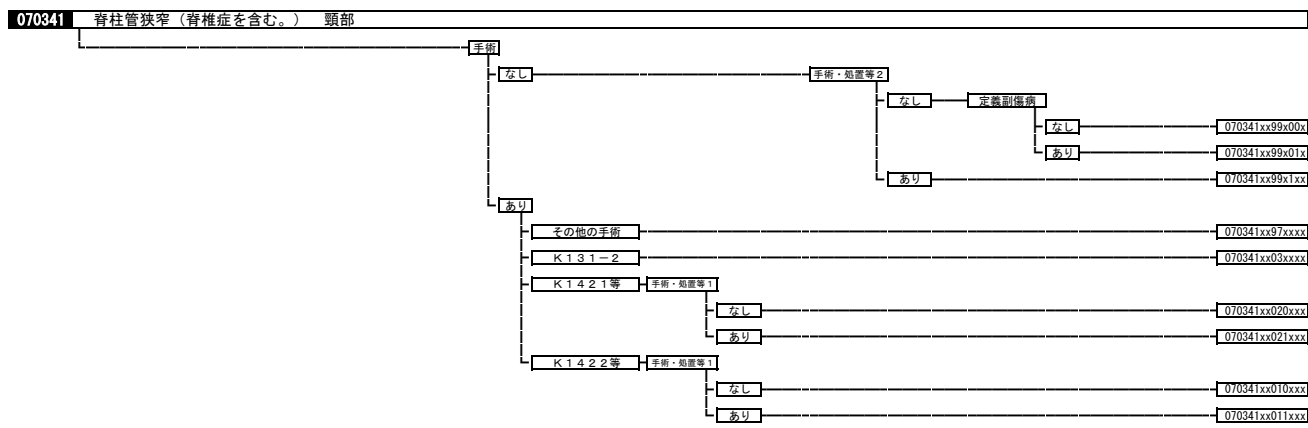 070341 脊柱管狭窄（脊椎症を含む。） 頸部
手術
なし 手術・処置等２
なし 定義副傷病
なし 070341xx99x00x
あり 070341xx99x01x
あり 070341xx99x1xx
あり
その他の手術 070341xx97xxxx
Ｋ１３１－２ 070341xx03xxxx
Ｋ１４２１等 手術・処置等１
なし 070341xx020xxx
あり 070341xx021xxx
Ｋ１４２２等 手術・処置等１
なし 070341xx010xxx
あり 070341xx011xxx